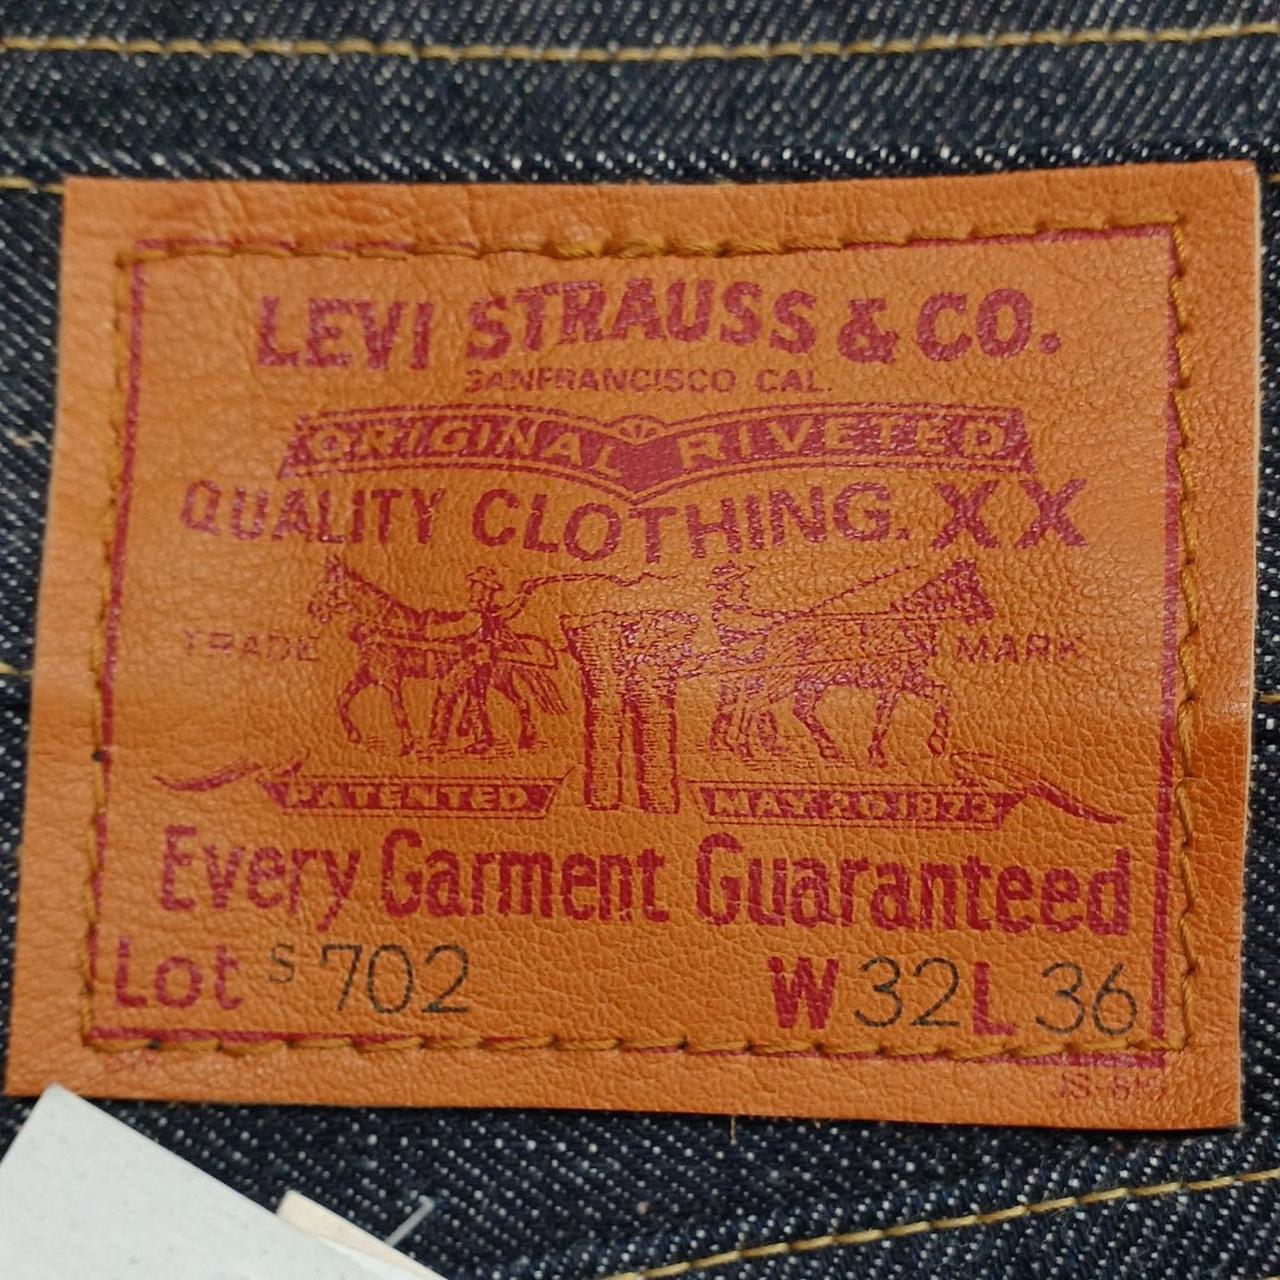 LEVI STRAUSS & CO.
SANFRANCISCO CAL.
ORIGINAL RIVETED
QUALITY CLOTHING. XX
TRADE MARK
PATENTED MAY 20 1873
Every Garment Guaranteed
Lot S 702 W 32 L 36